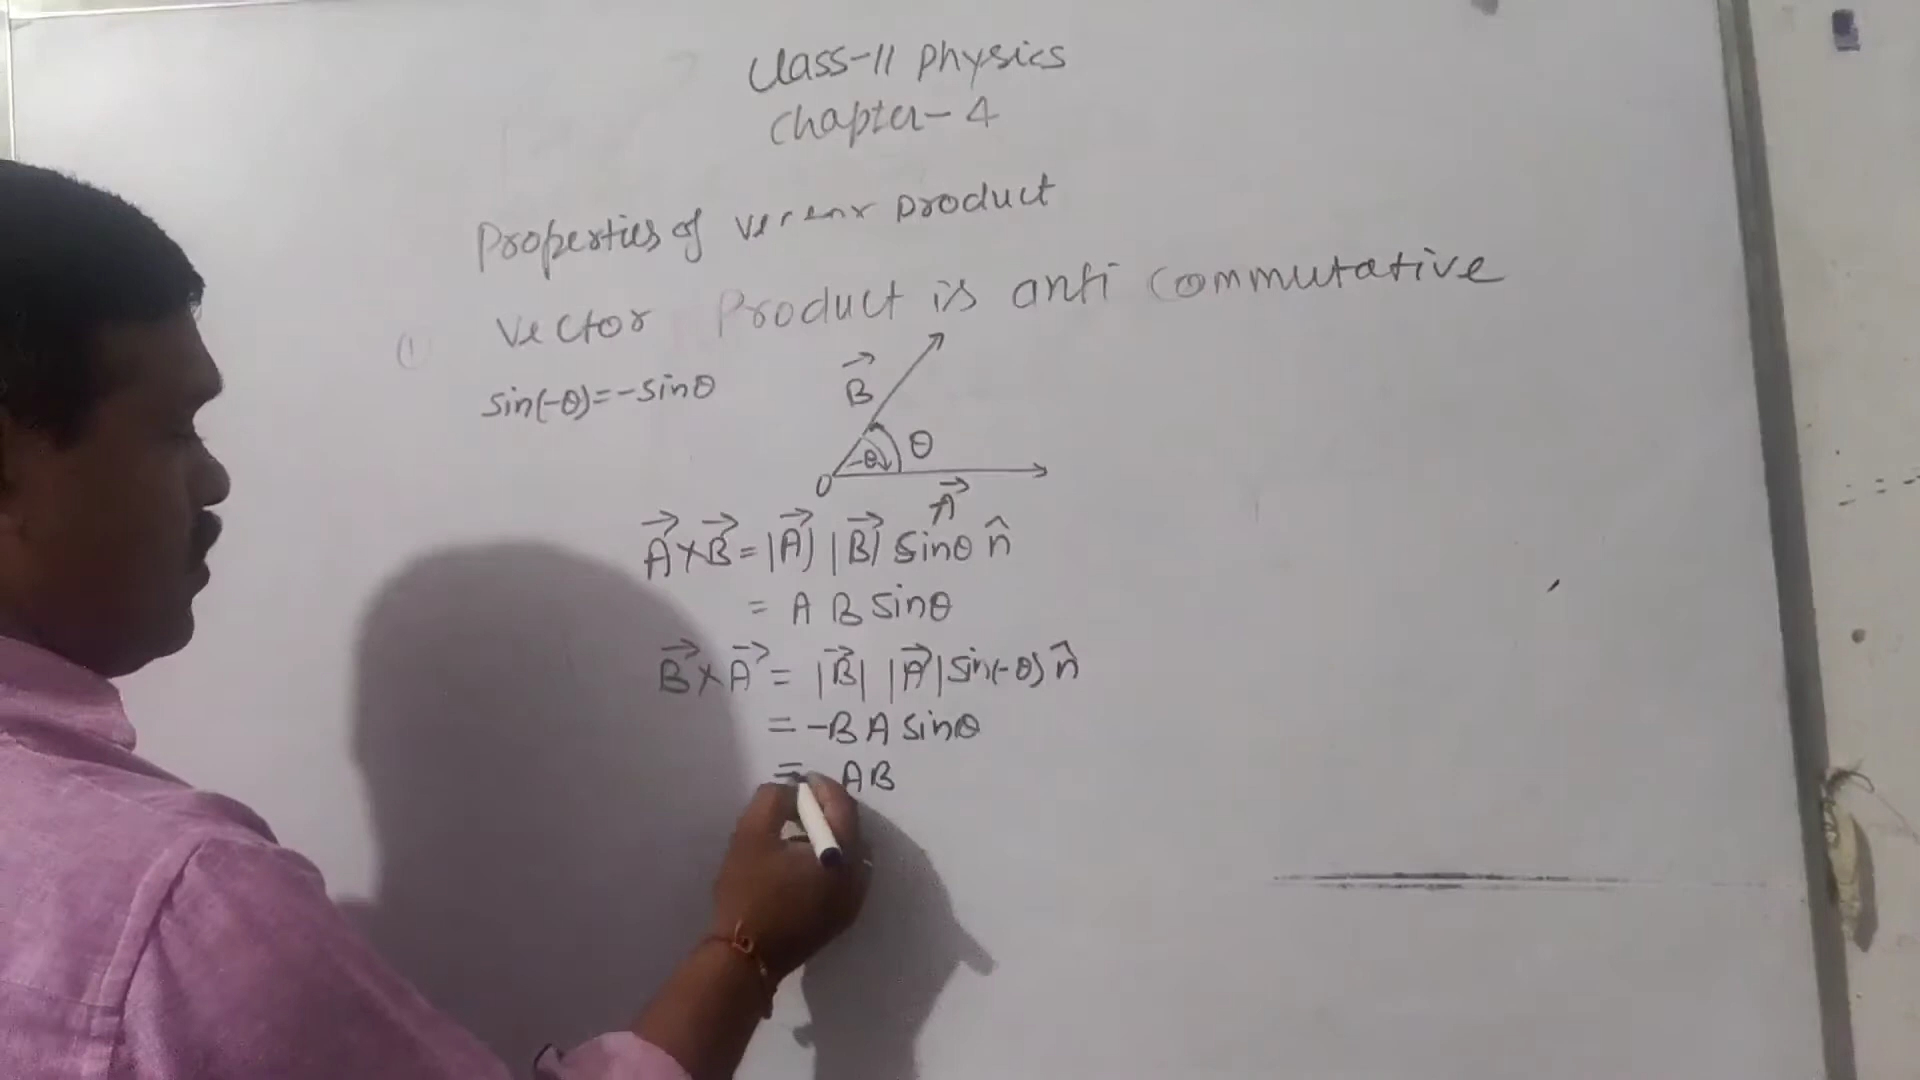 Class-11 Physics
Chapter-4
Properties of vector product
(1 Vector Product is anti commutative
sin(-θ)=-sinθ
B⃗
θ
-θ
O
A⃗
A⃗×B⃗=|A⃗| |B⃗| sinθ n̂
= A B sinθ
B⃗×A⃗ = |B⃗| |A⃗| sin(-θ) n̂
= -B A sinθ
= AB